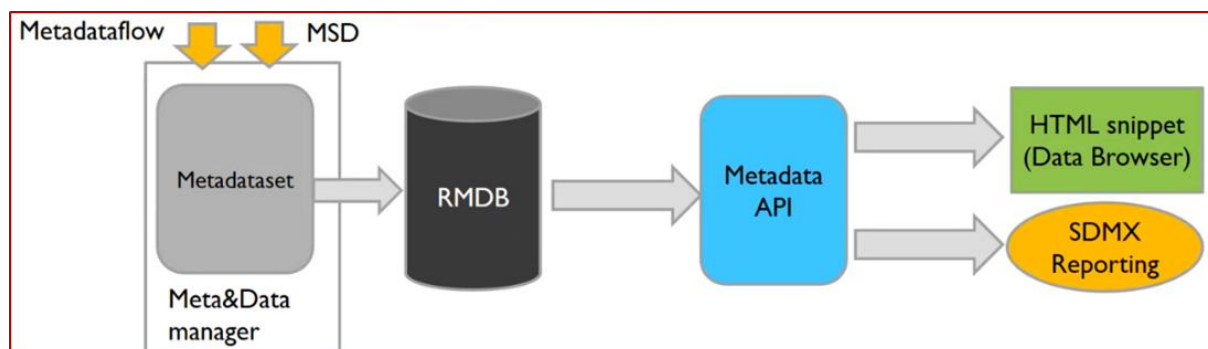 Metadataflow
MSD
Metadataset
Meta&Data
manager
RMDB
Metadata
API
HTML snippet
(Data Browser)
SDMX
Reporting